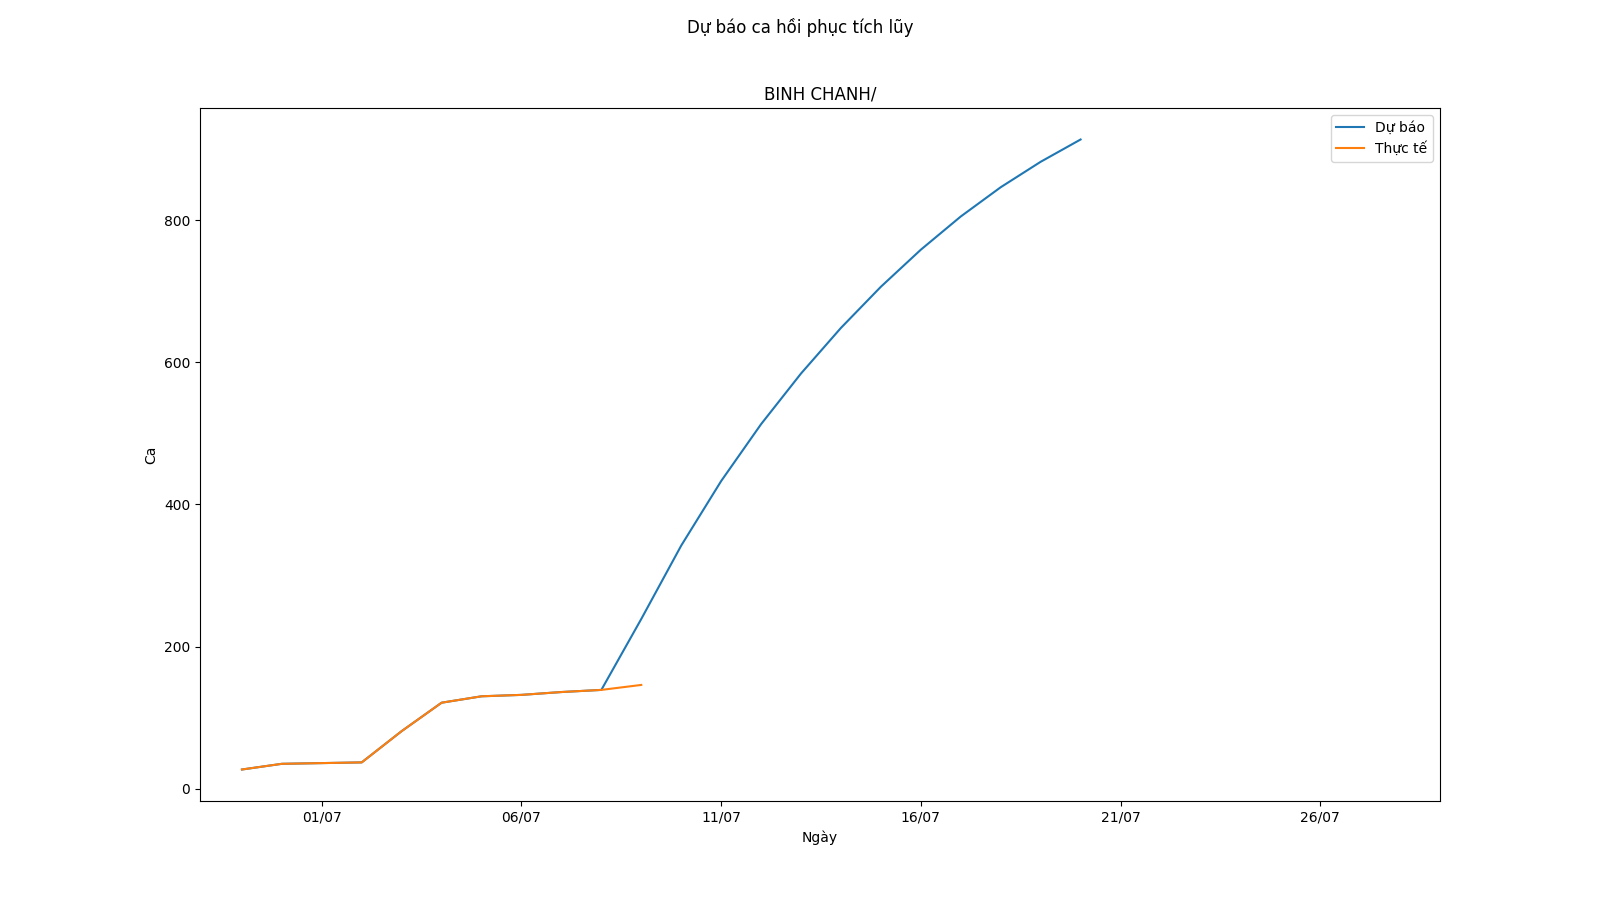 Dự báo ca hồi phục tích lũy
BINH CHANH/
Dự báo
Thực tế
800
600
400
200
0
Ca
01/07 06/07 11/07 16/07 21/07 26/07
Ngày